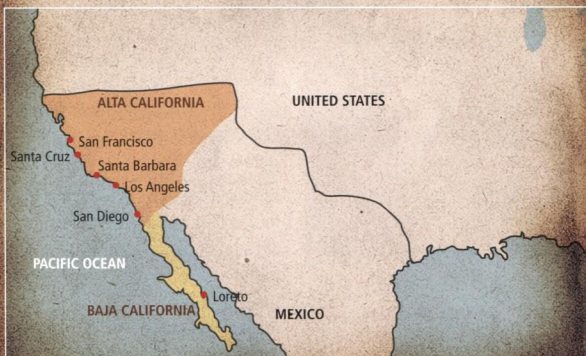 ALTA CALIFORNIA
UNITED STATES
San Francisco
Santa Cruz
Santa Barbara
Los Angeles
San Diego
PACIFIC OCEAN
Loreto
BAJA CALIFORNIA
MEXICO